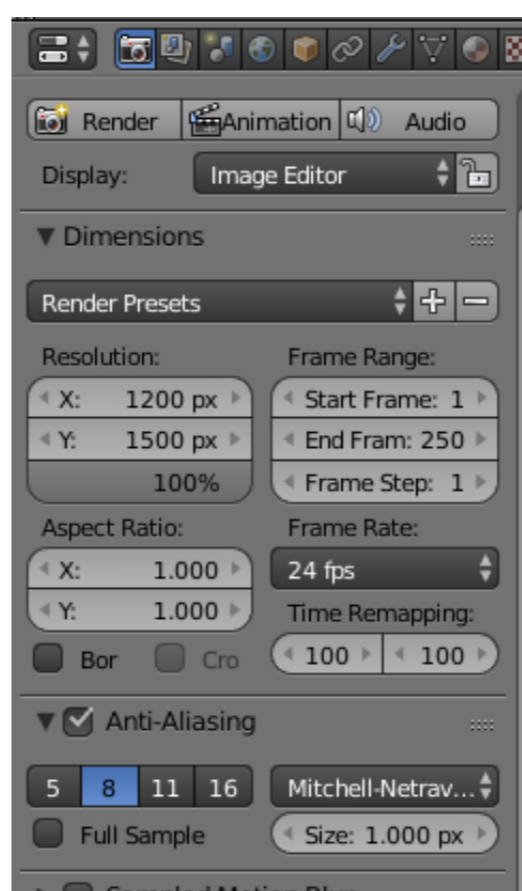 Render Animation Audio
Display: Image Editor
Dimensions
Render Presets
Resolution: Frame Range:
X: 1200 px Start Frame: 1
Y: 1500 px End Fram: 250
100% Frame Step: 1
Aspect Ratio: Frame Rate:
X: 1.000 24 fps
Y: 1.000 Time Remapping:
Bor Cro 100 100
Anti-Aliasing
5 8 11 16 Mitchell-Netrav...
Full Sample Size: 1.000 px